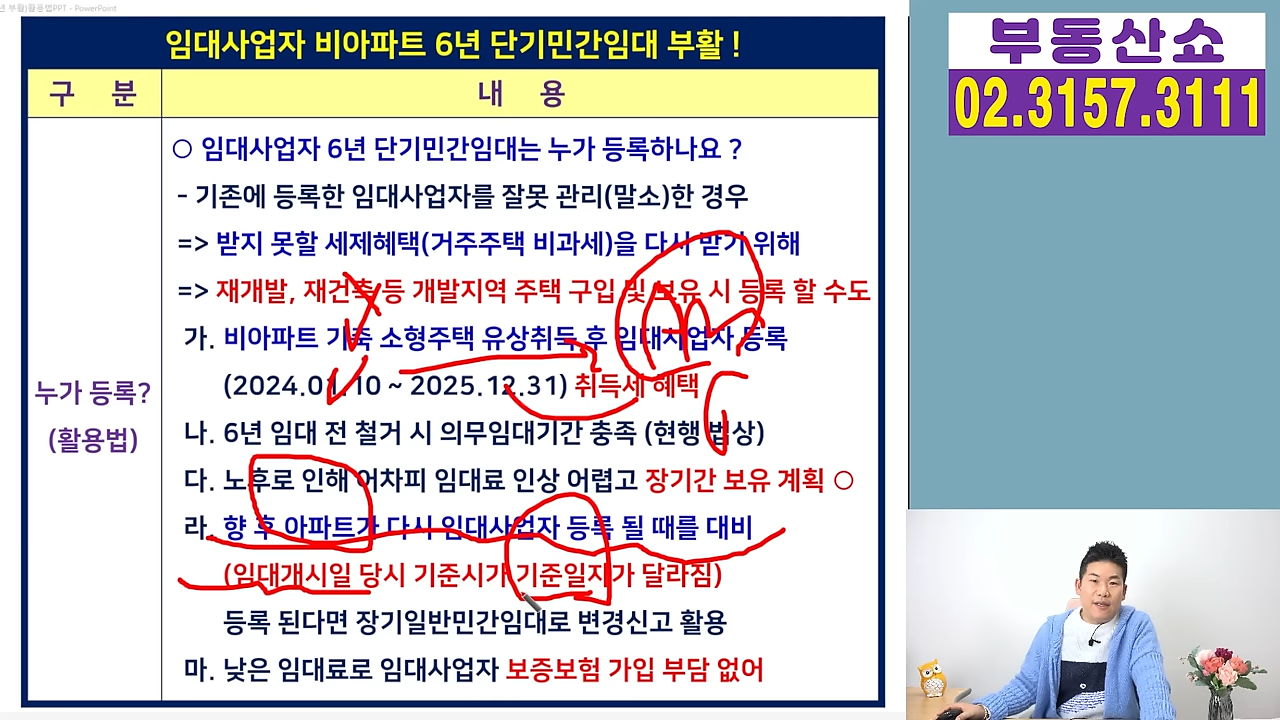 년 부활)활용법PPT - PowerPoint
임대사업자 비아파트 6년 단기민간임대 부활 !
구 분
내 용
○ 임대사업자 6년 단기민간임대는 누가 등록하나요 ?
- 기존에 등록한 임대사업자를 잘못 관리(말소)한 경우
=> 받지 못할 세제혜택(거주주택 비과세)을 다시 받기 위해
=> 재개발, 재건축 등 개발지역 주택 구입 및 보유 시 등록 할 수도
가. 비아파트 기축 소형주택 유상취득 후 임대사업자 등록
(2024.01.10 ~ 2025.12.31) 취득세 혜택
나. 6년 임대 전 철거 시 의무임대기간 충족 (현행 법상)
다. 노후로 인해 어차피 임대료 인상 어렵고 장기간 보유 계획 ○
라. 향 후 아파트가 다시 임대사업자 등록 될 때를 대비
(임대개시일 당시 기준시가 기준일자가 달라짐)
등록 된다면 장기일반민간임대로 변경신고 활용
마. 낮은 임대료로 임대사업자 보증보험 가입 부담 없어
누가 등록?
(활용법)
부동산쇼
02.3157.3111